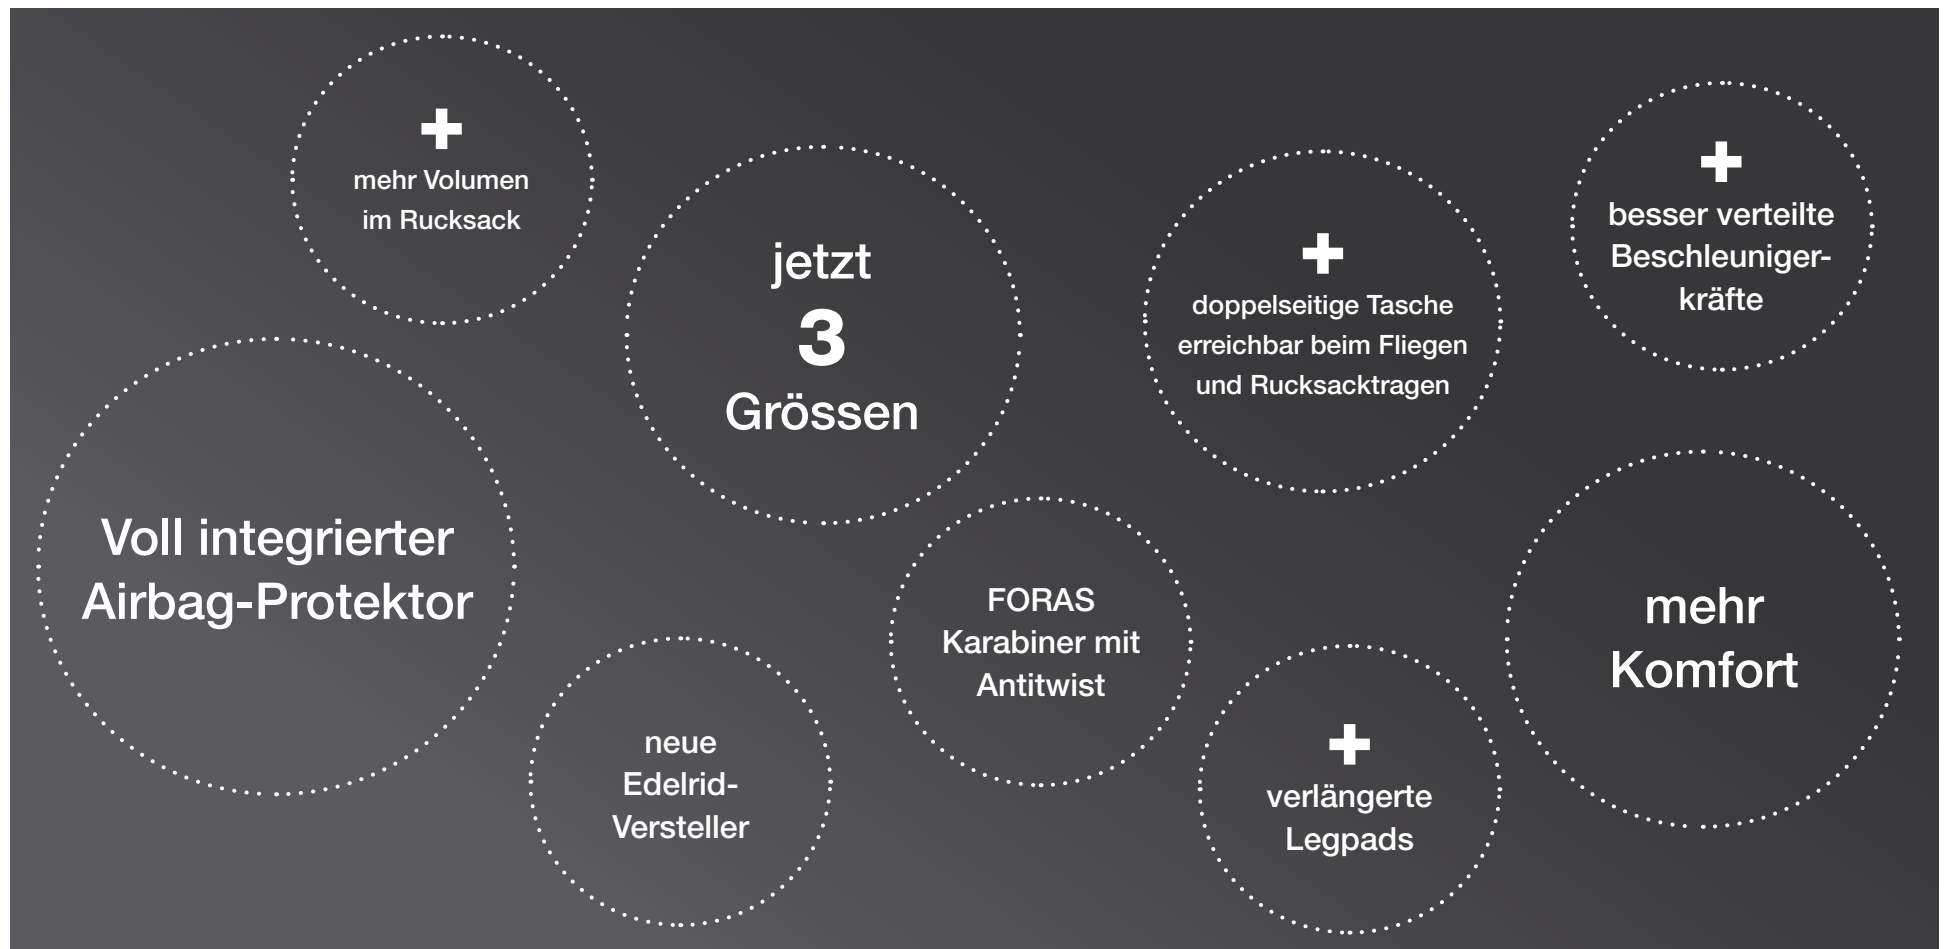 +
mehr Volumen
im Rucksack
jetzt
3
Grössen
+
doppelseitige Tasche
erreichbar beim Fliegen
und Rucksacktragen
+
besser verteilte
Beschleuniger-
kräfte
Voll integrierter
Airbag-Protektor
neue
Edelrid-
Versteller
FORAS
Karabiner mit
Antitwist
+
verlängerte
Legpads
mehr
Komfort